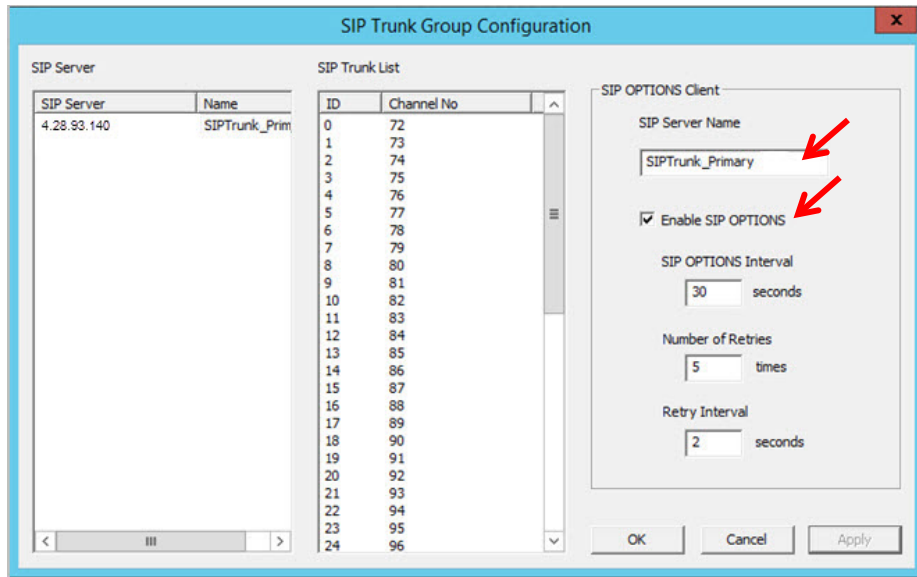 SIP Trunk Group Configuration
x
SIP Server
SIP Server Name
4.28.93.140 SIPTrunk_Prim
SIP Trunk List
ID Channel No
0 72
1 73
2 74
3 75
4 76
5 77
6 78
7 79
8 80
9 81
10 82
11 83
12 84
13 85
14 86
15 87
16 88
17 89
18 90
19 91
20 92
21 93
22 94
23 95
24 96
SIP OPTIONS Client
SIP Server Name
SIPTrunk_Primary
Enable SIP OPTIONS
SIP OPTIONS Interval
30 seconds
Number of Retries
5 times
Retry Interval
2 seconds
OK Cancel Apply